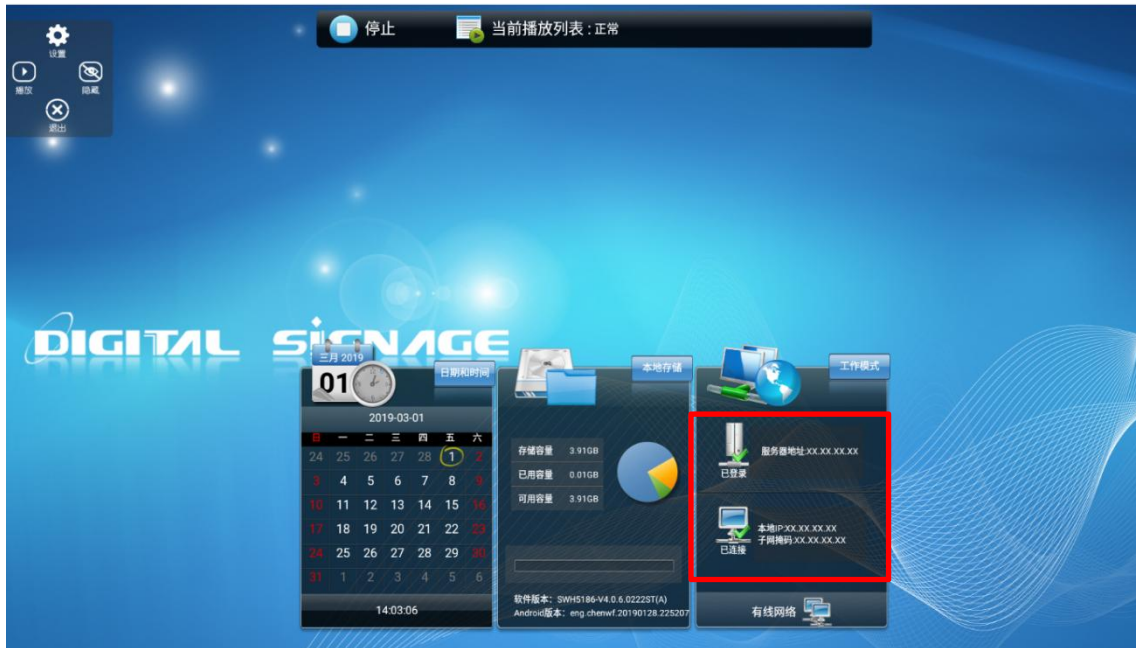 停止
当前播放列表 : 正常
设置
播放
隐藏
退出
DIGITAL SIGNAGE
三月 2019
01
日期和时间
2019-03-01
日 一 二 三 四 五 六
24 25 26 27 28 1 2
3 4 5 6 7 8 9
10 11 12 13 14 15 16
17 18 19 20 21 22 23
24 25 26 27 28 29 30
31 1 2 3 4 5 6
14:03:06
本地存储
存储容量 3.91GB
已用容量 0.01GB
可用容量 3.91GB
软件版本: SWH5186-V4.0.6.0222ST(A)
Android版本: eng.chenwf.20190128.225207
工作模式
服务器地址:XX.XX.XX.XX
已登录
本地IP:XX.XX.XX.XX
子网掩码:XX.XX.XX.XX
已连接
有线网络